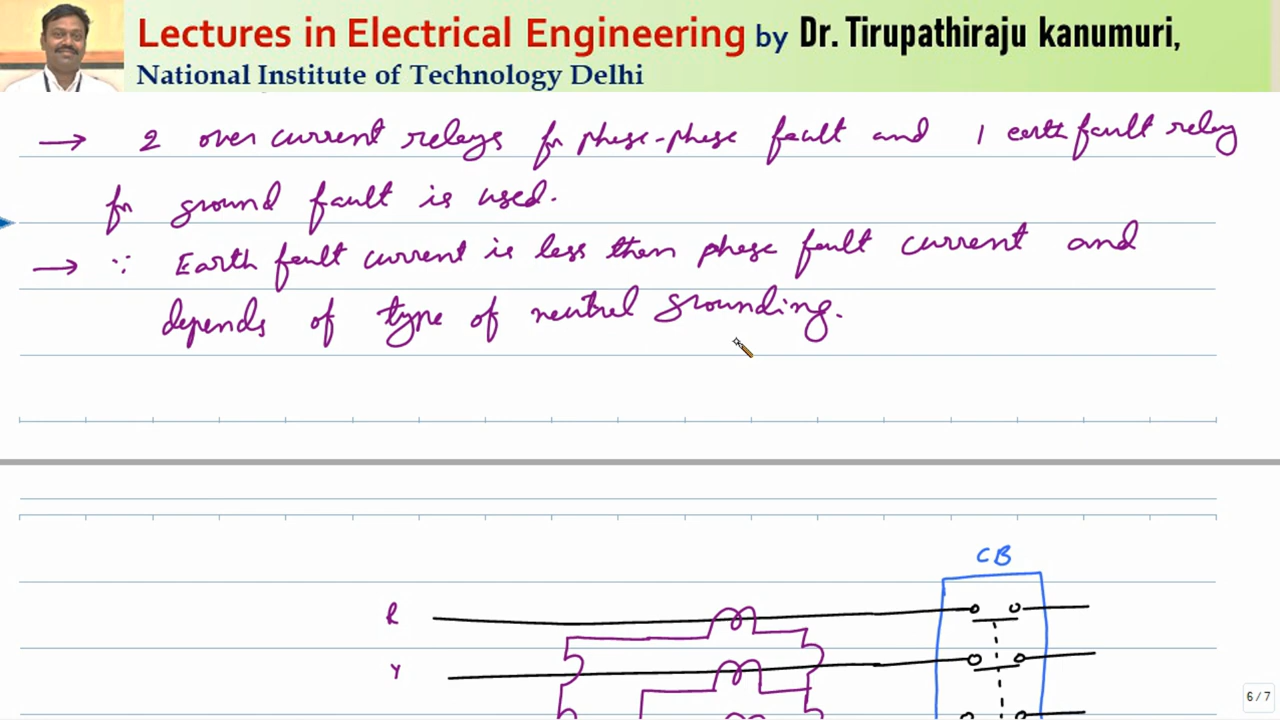 Lectures in Electrical Engineering by Dr. Tirupathiraju kanumuri,
National Institute of Technology Delhi
→ 2 over current relays for phase-phase fault and 1 earth fault relay
for ground fault is used.
→ ∵ Earth fault current is less then phase fault current and
depends of type of neutral grounding.
CB
R
Y
6 / 7